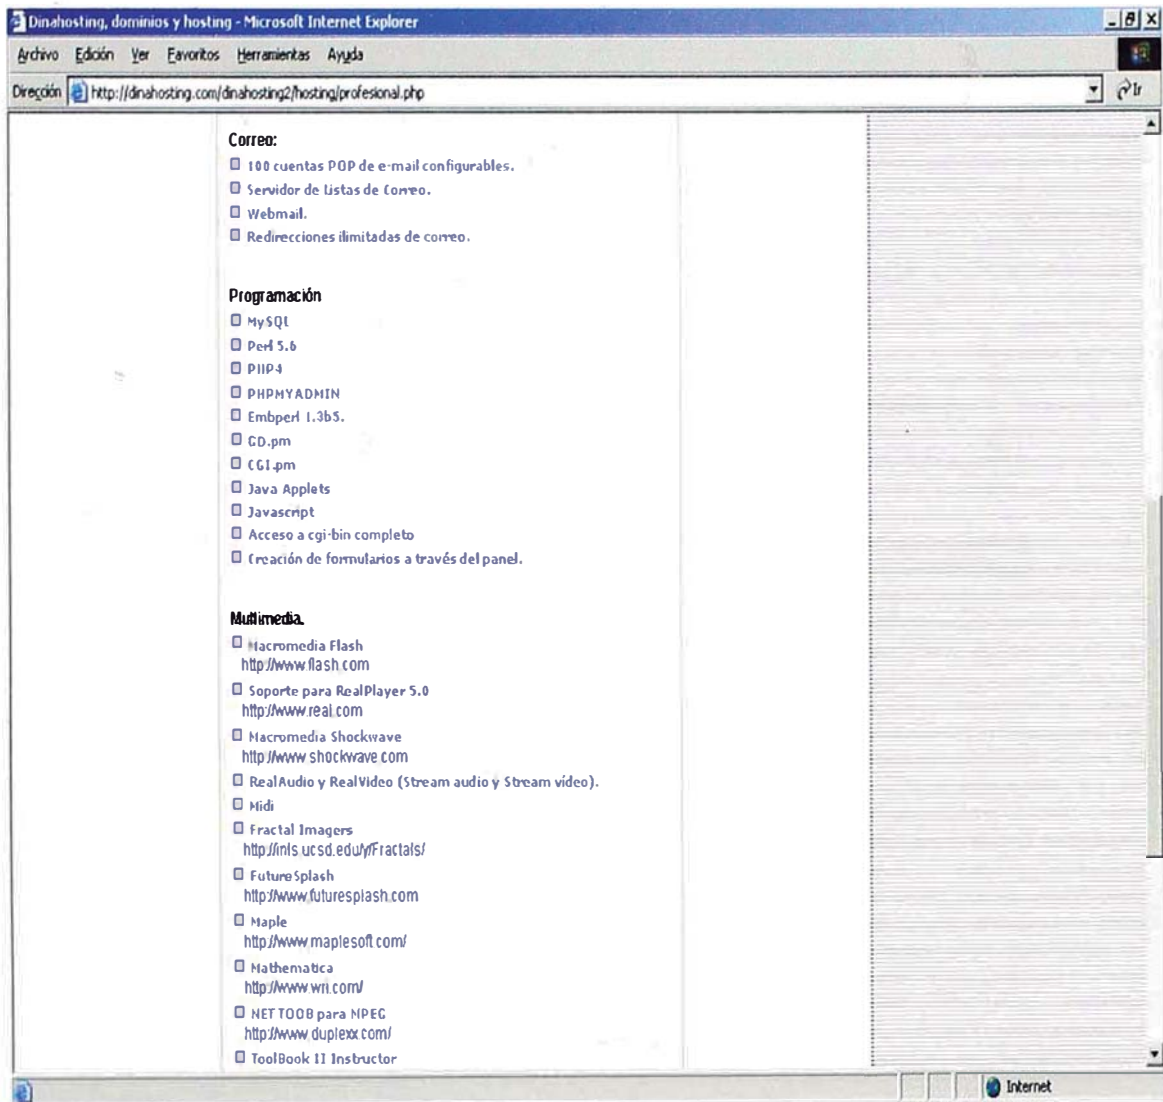 Dinahosting, dominios y hosting - Microsoft Internet Explorer
Archivo Edición Ver Favoritos Herramientas Ayuda
Dirección http://dinahosting.com/dinahosting2/hosting/profesional.php Ir
Correo:
100 cuentas POP de e-mail configurables.
Servidor de Listas de Correo.
Webmail.
Redirecciones ilimitadas de correo.
Programación
MySQL
Perl 5.6
PHP4
PHPMYADMIN
Embperl 1.3b5.
GD.pm
CGI.pm
Java Applets
Javascript
Acceso a cgi-bin completo
Creación de formularios a través del panel.
Multimedia.
Macromedia Flash
http://www.flash.com
Soporte para RealPlayer 5.0
http://www.real.com
Macromedia Shockwave
http://www.shockwave.com
RealAudio y RealVideo (Stream audio y Stream vídeo).
Midi
Fractal Imagers
http://inls.ucsd.edu/y/Fractals/
FutureSplash
http://www.futuresplash.com
Maple
http://www.maplesoft.com/
Mathematica
http://www.wri.com/
NET TOOB para MPEG
http://www.duplexx.com/
ToolBook II Instructor
Internet